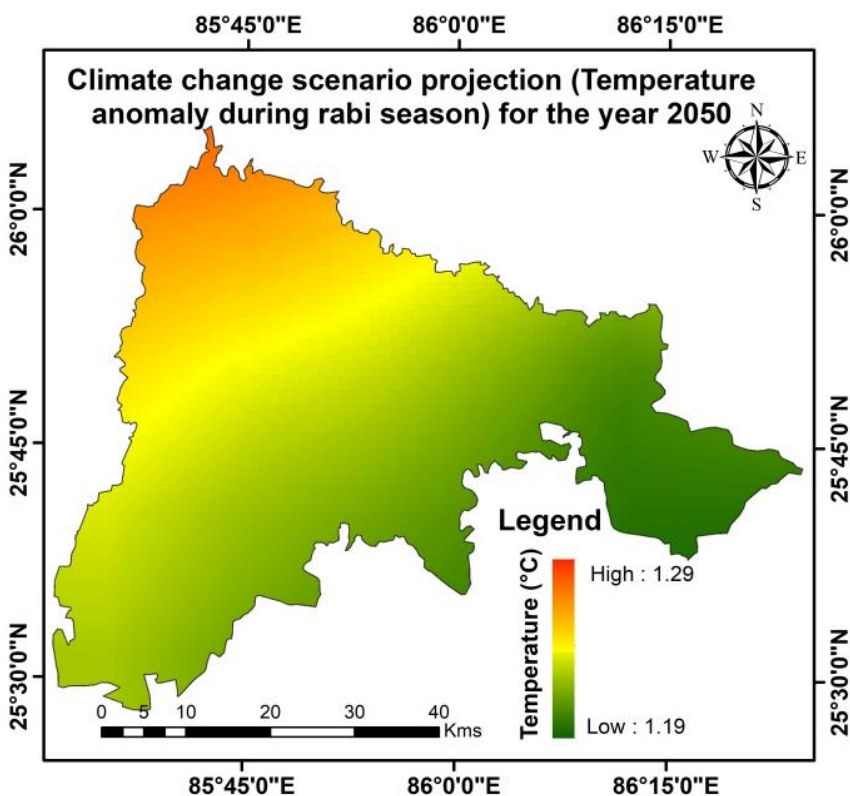 85°45'0"E 86°0'0"E 86°15'0"E
Climate change scenario projection (Temperature
anomaly during rabi season) for the year 2050
N
W E
S
26°0'0"N 26°0'0"N
25°45'0"N 25°45'0"N
Legend
Temperature (°C)
High : 1.29
Low : 1.19
25°30'0"N 25°30'0"N
0 5 10 20 30 40
Kms
85°45'0"E 86°0'0"E 86°15'0"E